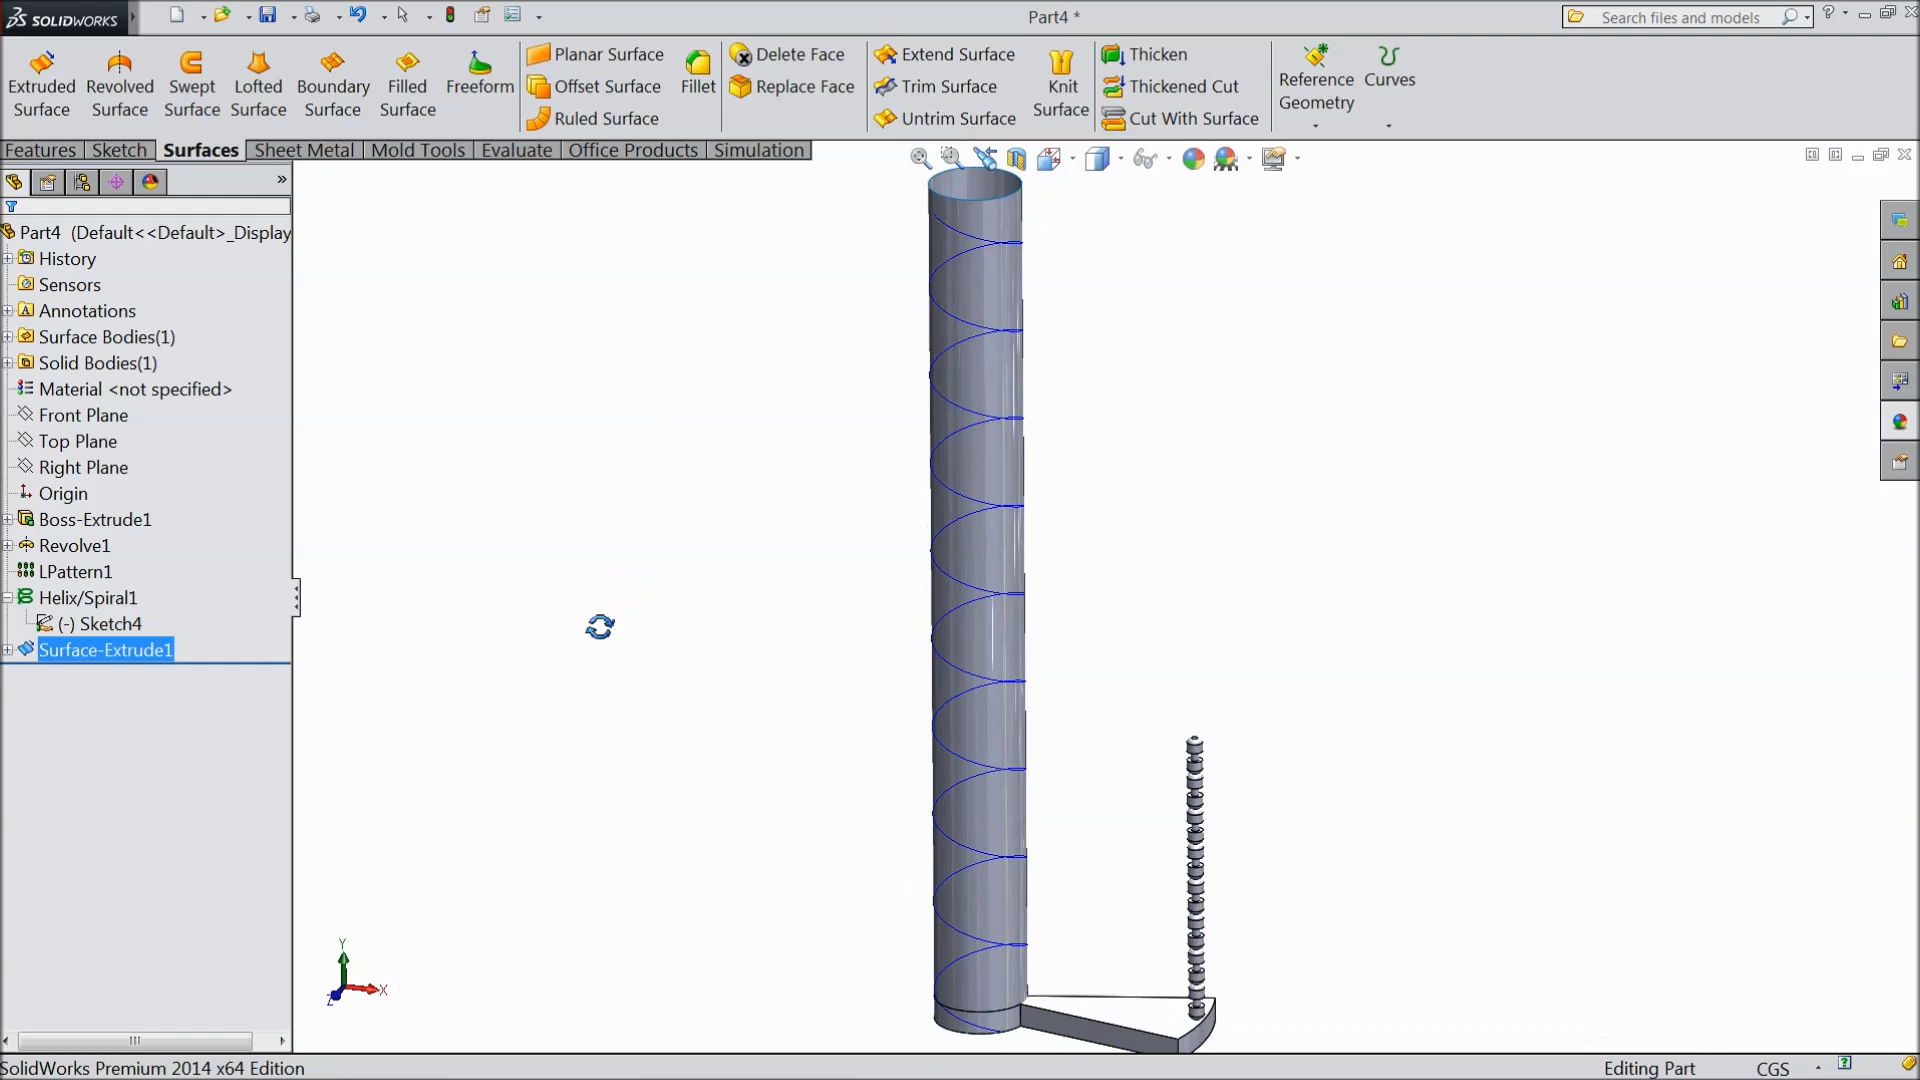 SOLIDWORKS
Part4 *
Search files and models
?
Extruded Surface
Revolved Surface
Swept Surface
Lofted Surface
Boundary Surface
Filled Surface
Freeform
Planar Surface
Offset Surface
Ruled Surface
Fillet
Delete Face
Replace Face
Extend Surface
Trim Surface
Untrim Surface
Knit Surface
Thicken
Thickened Cut
Cut With Surface
Reference Geometry
Curves
Features Sketch Surfaces Sheet Metal Mold Tools Evaluate Office Products Simulation
»
Part4 (Default<<Default>_Display
History
Sensors
Annotations
Surface Bodies(1)
Solid Bodies(1)
Material <not specified>
Front Plane
Top Plane
Right Plane
Origin
Boss-Extrude1
Revolve1
LPattern1
Helix/Spiral1
(-) Sketch4
Surface-Extrude1
Y
X
Z
SolidWorks Premium 2014 x64 Edition
Editing Part
CGS